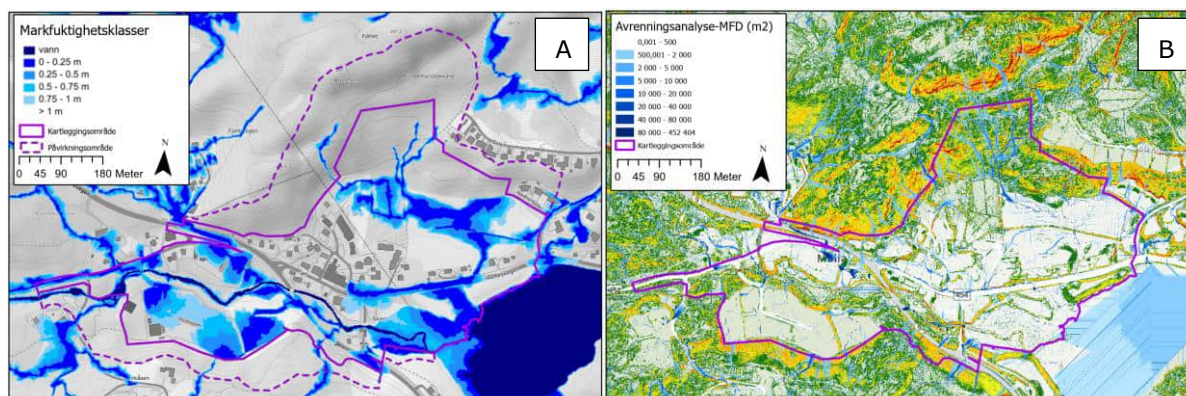 Markfuktighetsklasser
vann
0 - 0.25 m
0.25 - 0.5 m
0.5 - 0.75 m
0.75 - 1 m
> 1 m
Kartleggingsområde
Påvirkningsområde
0 45 90 180 Meter
N
A
Avrenningsanalyse-MFD (m2)
0,001 - 500
500,001 - 2 000
2 000 - 5 000
5 000 - 10 000
10 000 - 20 000
20 000 - 40 000
40 000 - 80 000
80 000 - 452 404
Kartleggingsområde
0 45 90 180 Meter
N
B
454